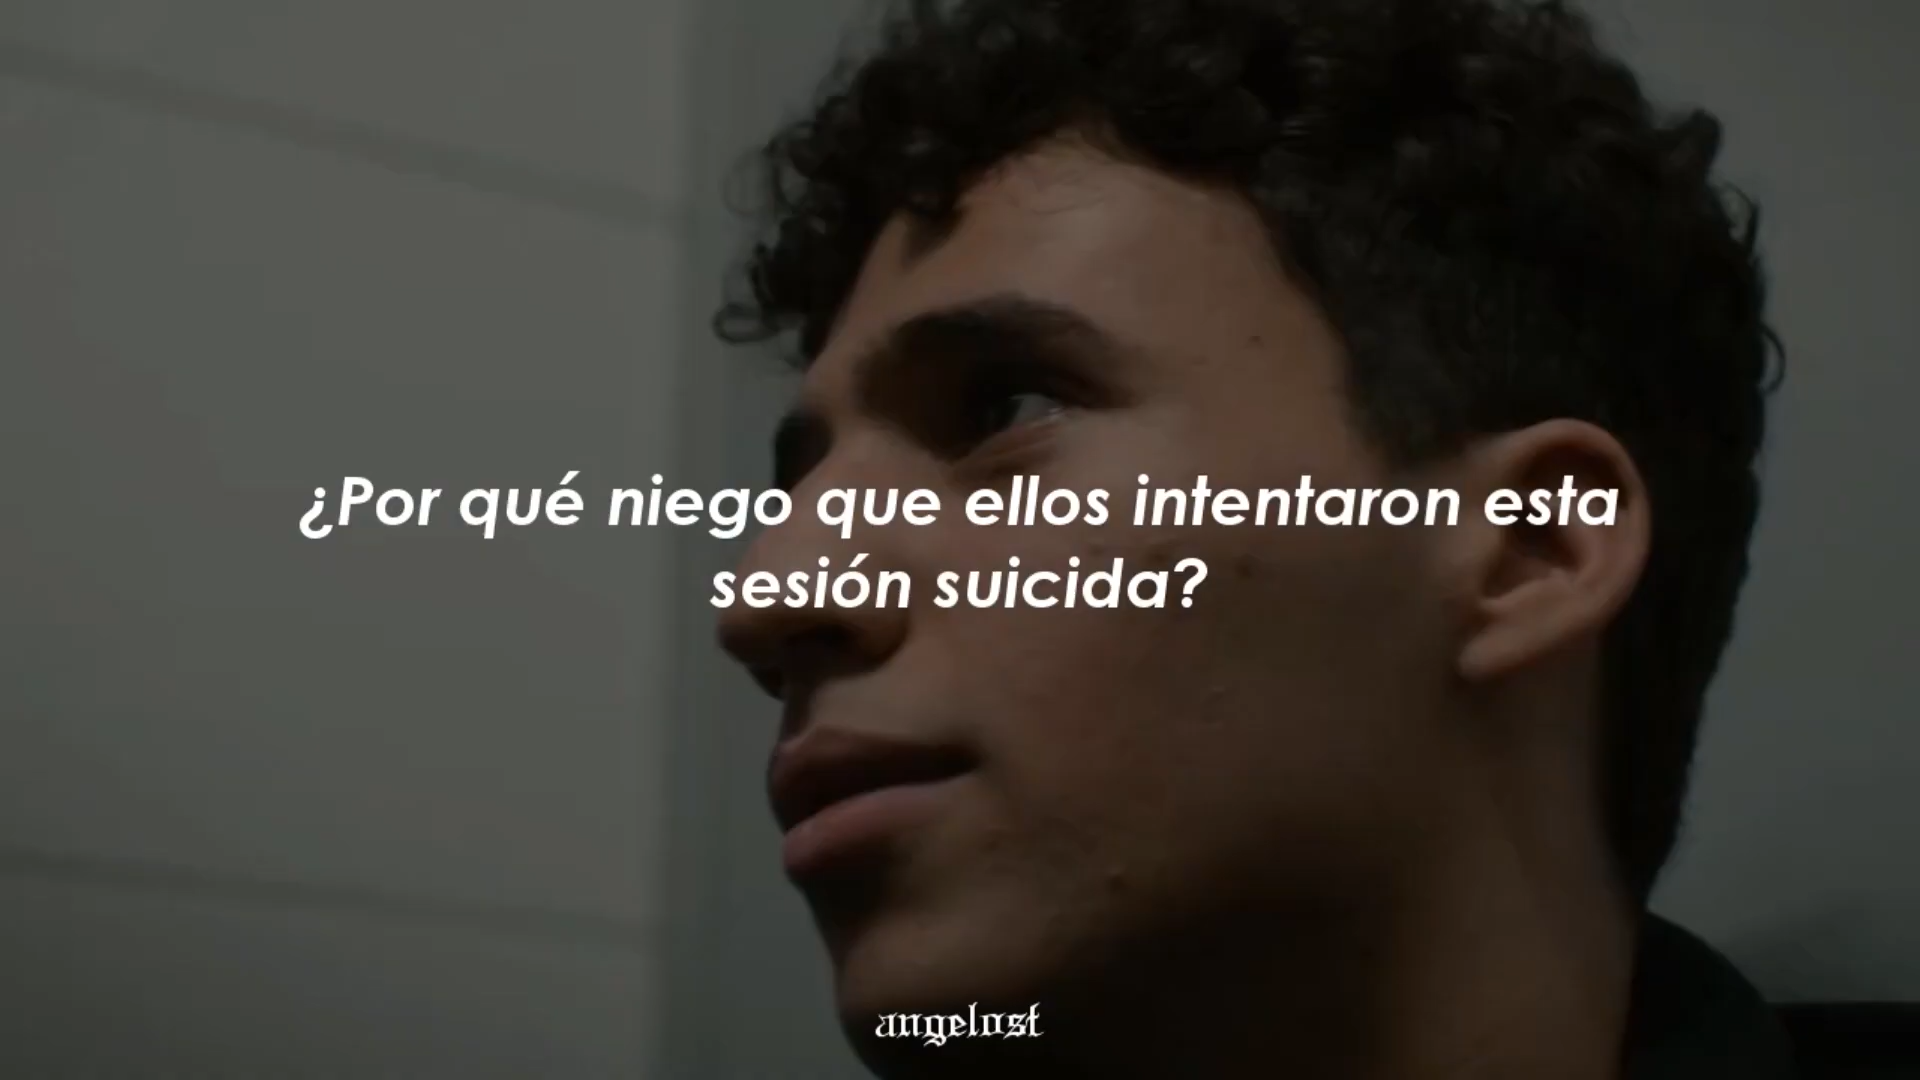 ¿Por qué niego que ellos intentaron esta
sesión suicida?
angelost